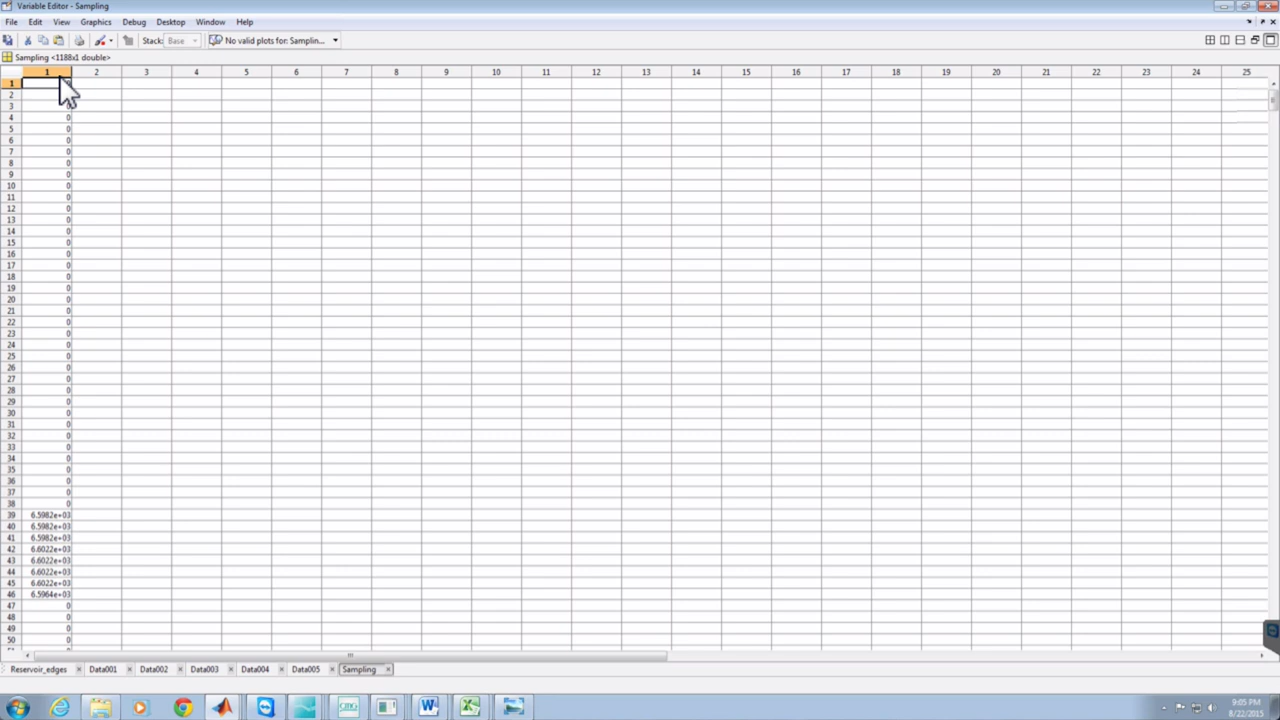 Variable Editor - Sampling
File Edit View Graphics Debug Desktop Window Help
Stack: Base No valid plots for: Samplin...
Sampling <1188x1 double>
1 2 3 4 5 6 7 8 9 10 11 12 13 14 15 16 17 18 19 20 21 22 23 24 25
1
2
3 0
4 0
5 0
6 0
7 0
8 0
9 0
10 0
11 0
12 0
13 0
14 0
15 0
16 0
17 0
18 0
19 0
20 0
21 0
22 0
23 0
24 0
25 0
26 0
27 0
28 0
29 0
30 0
31 0
32 0
33 0
34 0
35 0
36 0
37 0
38 0
39 6.5982e+03
40 6.5982e+03
41 6.5982e+03
42 6.6022e+03
43 6.6022e+03
44 6.6022e+03
45 6.6022e+03
46 6.5964e+03
47 0
48 0
49 0
50 0
Reservoir_edges Data001 Data002 Data003 Data004 Data005 Sampling
9:05 PM
8/22/2015